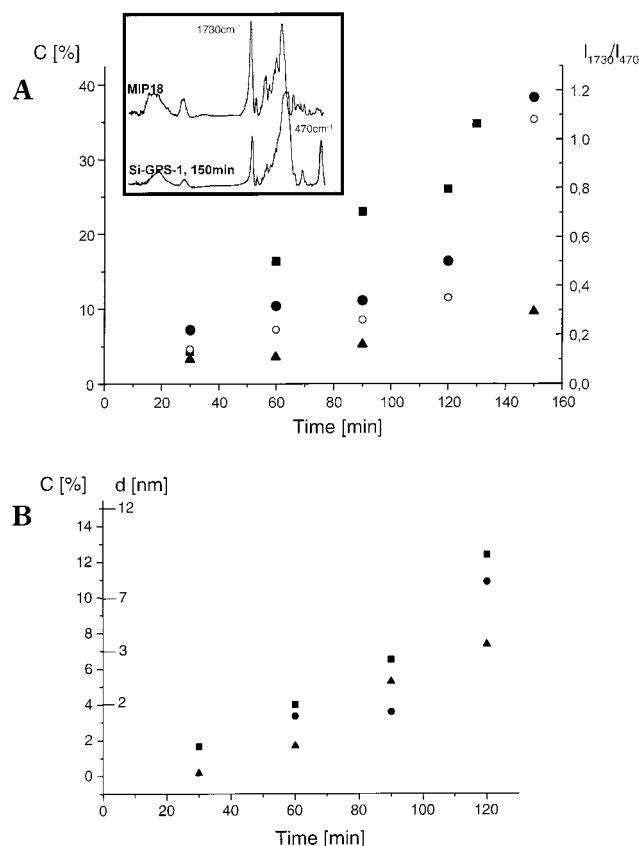 A
C [%]
I1730/I470
1730cm-1
MIP18
470cm-1
Si-GPS-1, 150min
40
30
20
10
0
1,2
1,0
0,8
0,6
0,4
0,2
0,0
0 20 40 60 80 100 120 140 160
Time [min]
B
C [%] d [nm]
14
12
10
8
6
4
2
0
12
7
3
2
0 20 40 60 80 100 120
Time [min]